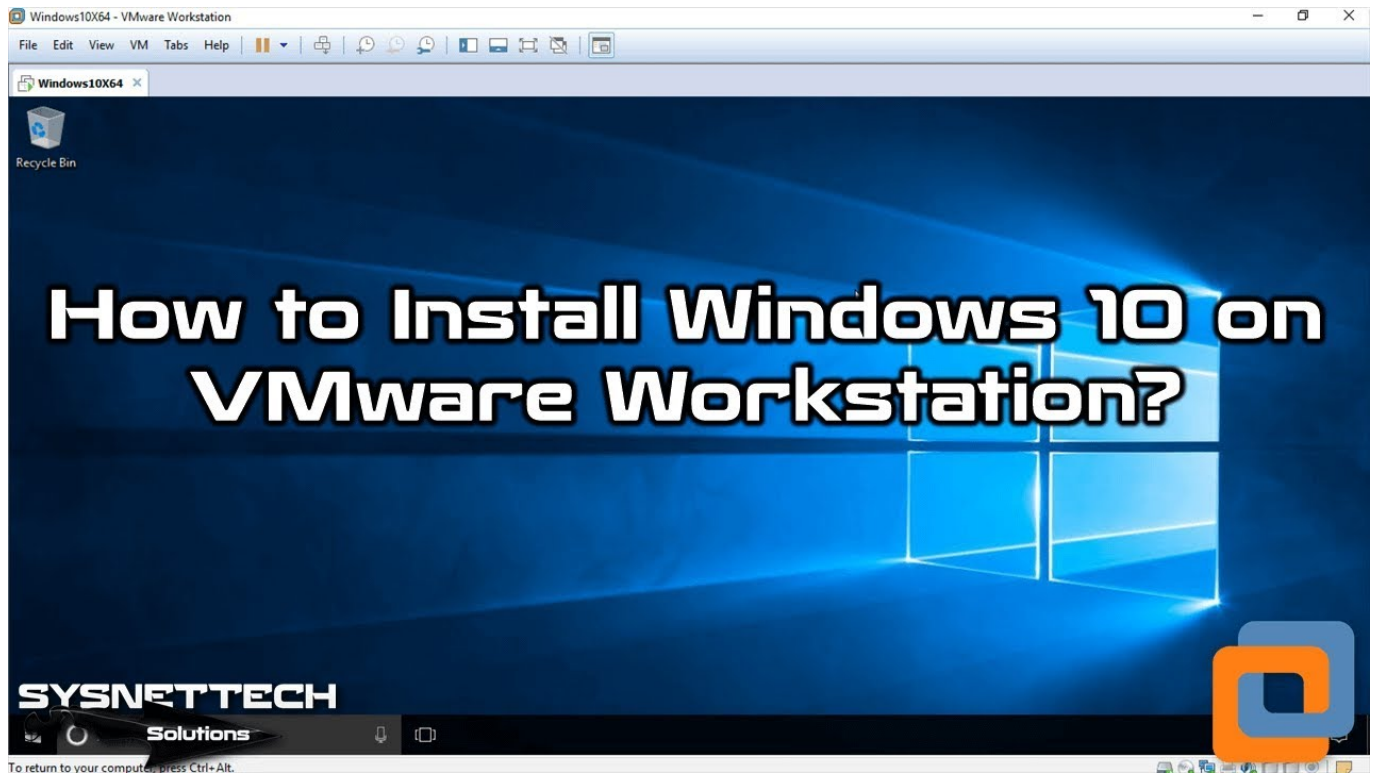 Windows10X64 - VMware Workstation
File Edit View VM Tabs Help
Windows10X64
Recycle Bin
How to Install Windows 10 on
VMware Workstation?
SYSNETTECH
Solutions
To return to your computer, press Ctrl+Alt.